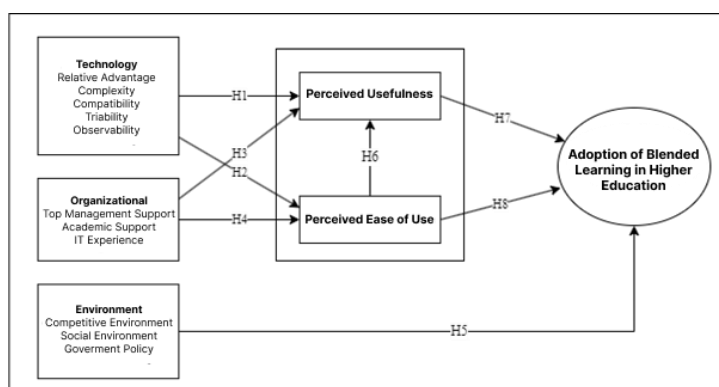 Technology
Relative Advantage
Complexity
Compatibility
Triability
Observability
Organizational
Top Management Support
Academic Support
IT Experience
Environment
Competitive Environment
Social Environment
Goverment Policy
H1
H3
H2
H4
Perceived Usefulness
H6
Perceived Ease of Use
H7
H8
H5
Adoption of Blended
Learning in Higher
Education